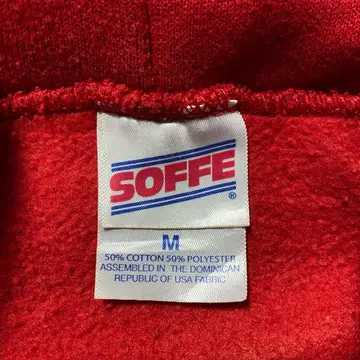 SOFFE
®
M
50% COTTON 50% POLYESTER
ASSEMBLED IN THE DOMINICAN
REPUBLIC OF USA FABRIC